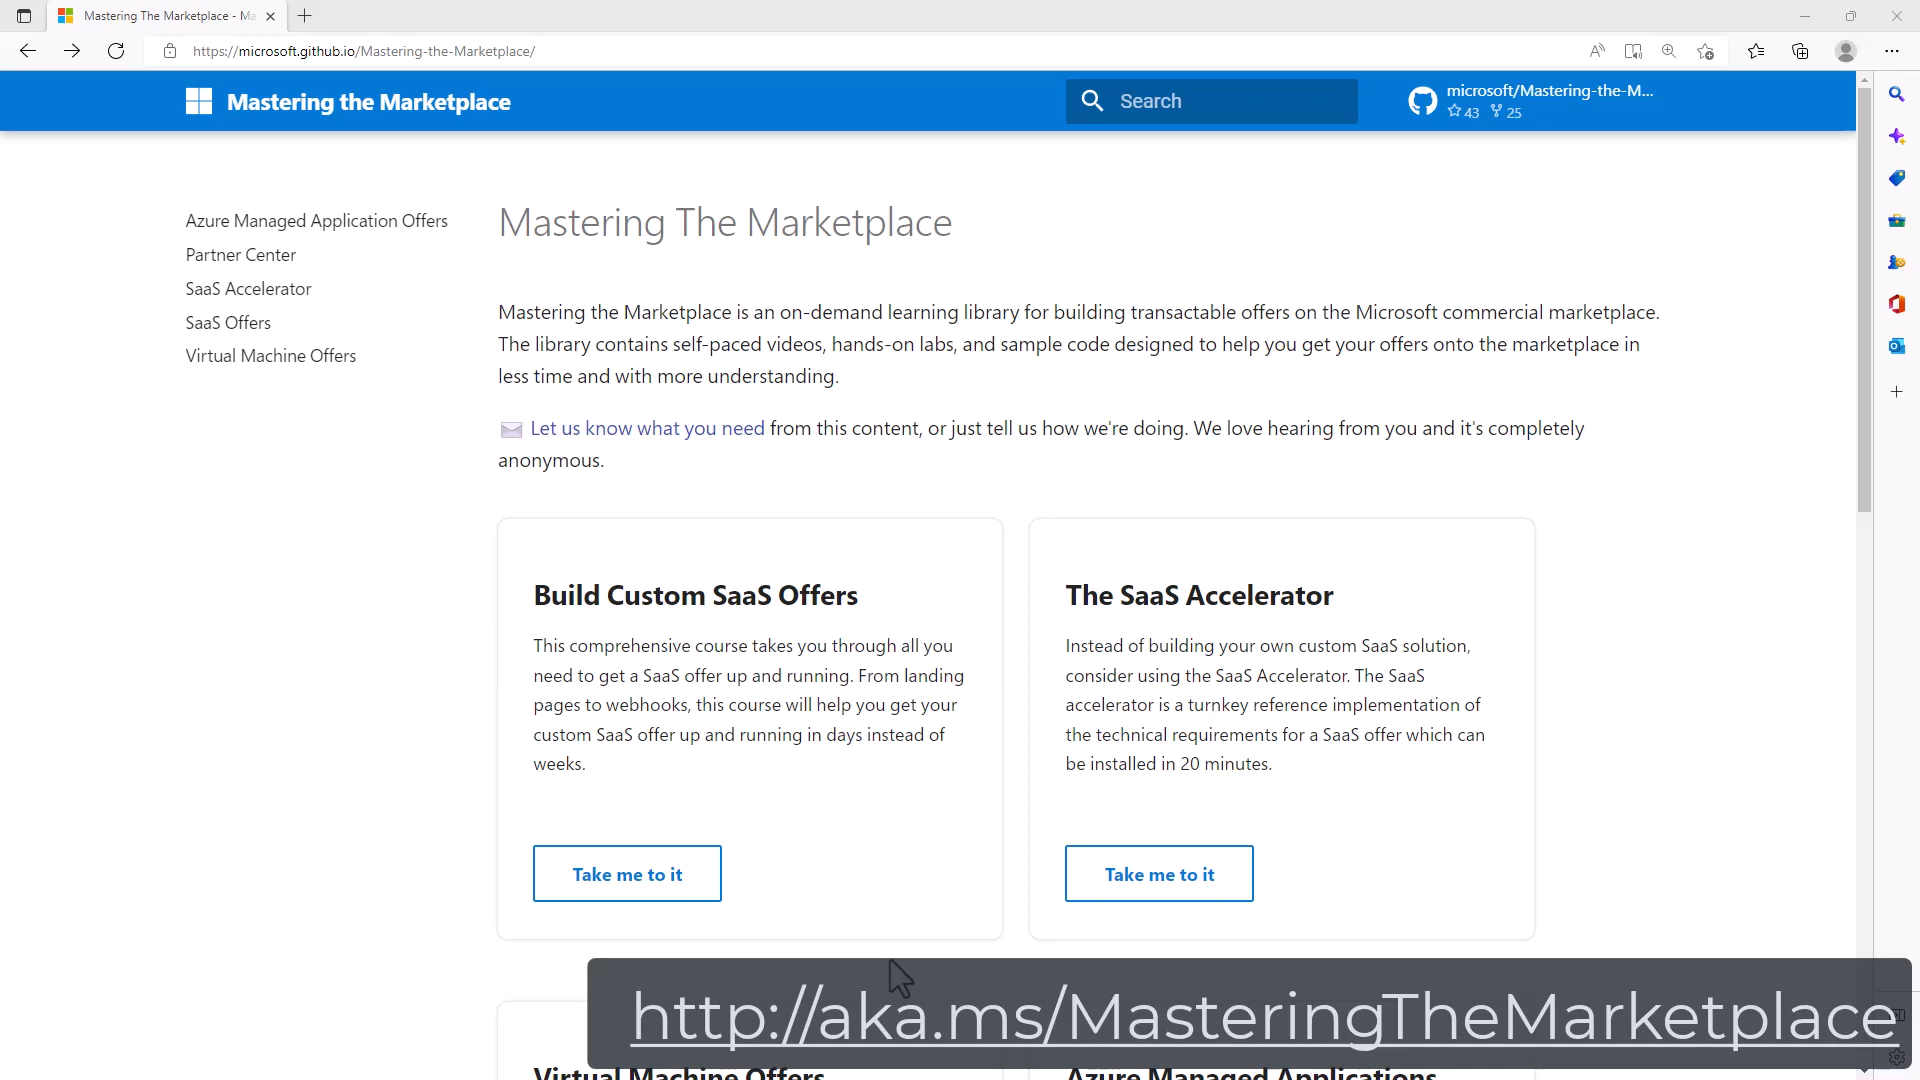 Mastering The Marketplace - Ma
https://microsoft.github.io/Mastering-the-Marketplace/
Mastering the Marketplace
Search
microsoft/Mastering-the-M...
43 25
Azure Managed Application Offers
Partner Center
SaaS Accelerator
SaaS Offers
Virtual Machine Offers
Mastering The Marketplace
Mastering the Marketplace is an on-demand learning library for building transactable offers on the Microsoft commercial marketplace.
The library contains self-paced videos, hands-on labs, and sample code designed to help you get your offers onto the marketplace in
less time and with more understanding.
Let us know what you need from this content, or just tell us how we're doing. We love hearing from you and it's completely
anonymous.
Build Custom SaaS Offers
This comprehensive course takes you through all you
need to get a SaaS offer up and running. From landing
pages to webhooks, this course will help you get your
custom SaaS offer up and running in days instead of
weeks.
Take me to it
The SaaS Accelerator
Instead of building your own custom SaaS solution,
consider using the SaaS Accelerator. The SaaS
accelerator is a turnkey reference implementation of
the technical requirements for a SaaS offer which can
be installed in 20 minutes.
Take me to it
http://aka.ms/MasteringTheMarketplace
Virtual Machine Offers
Azure Managed Applications